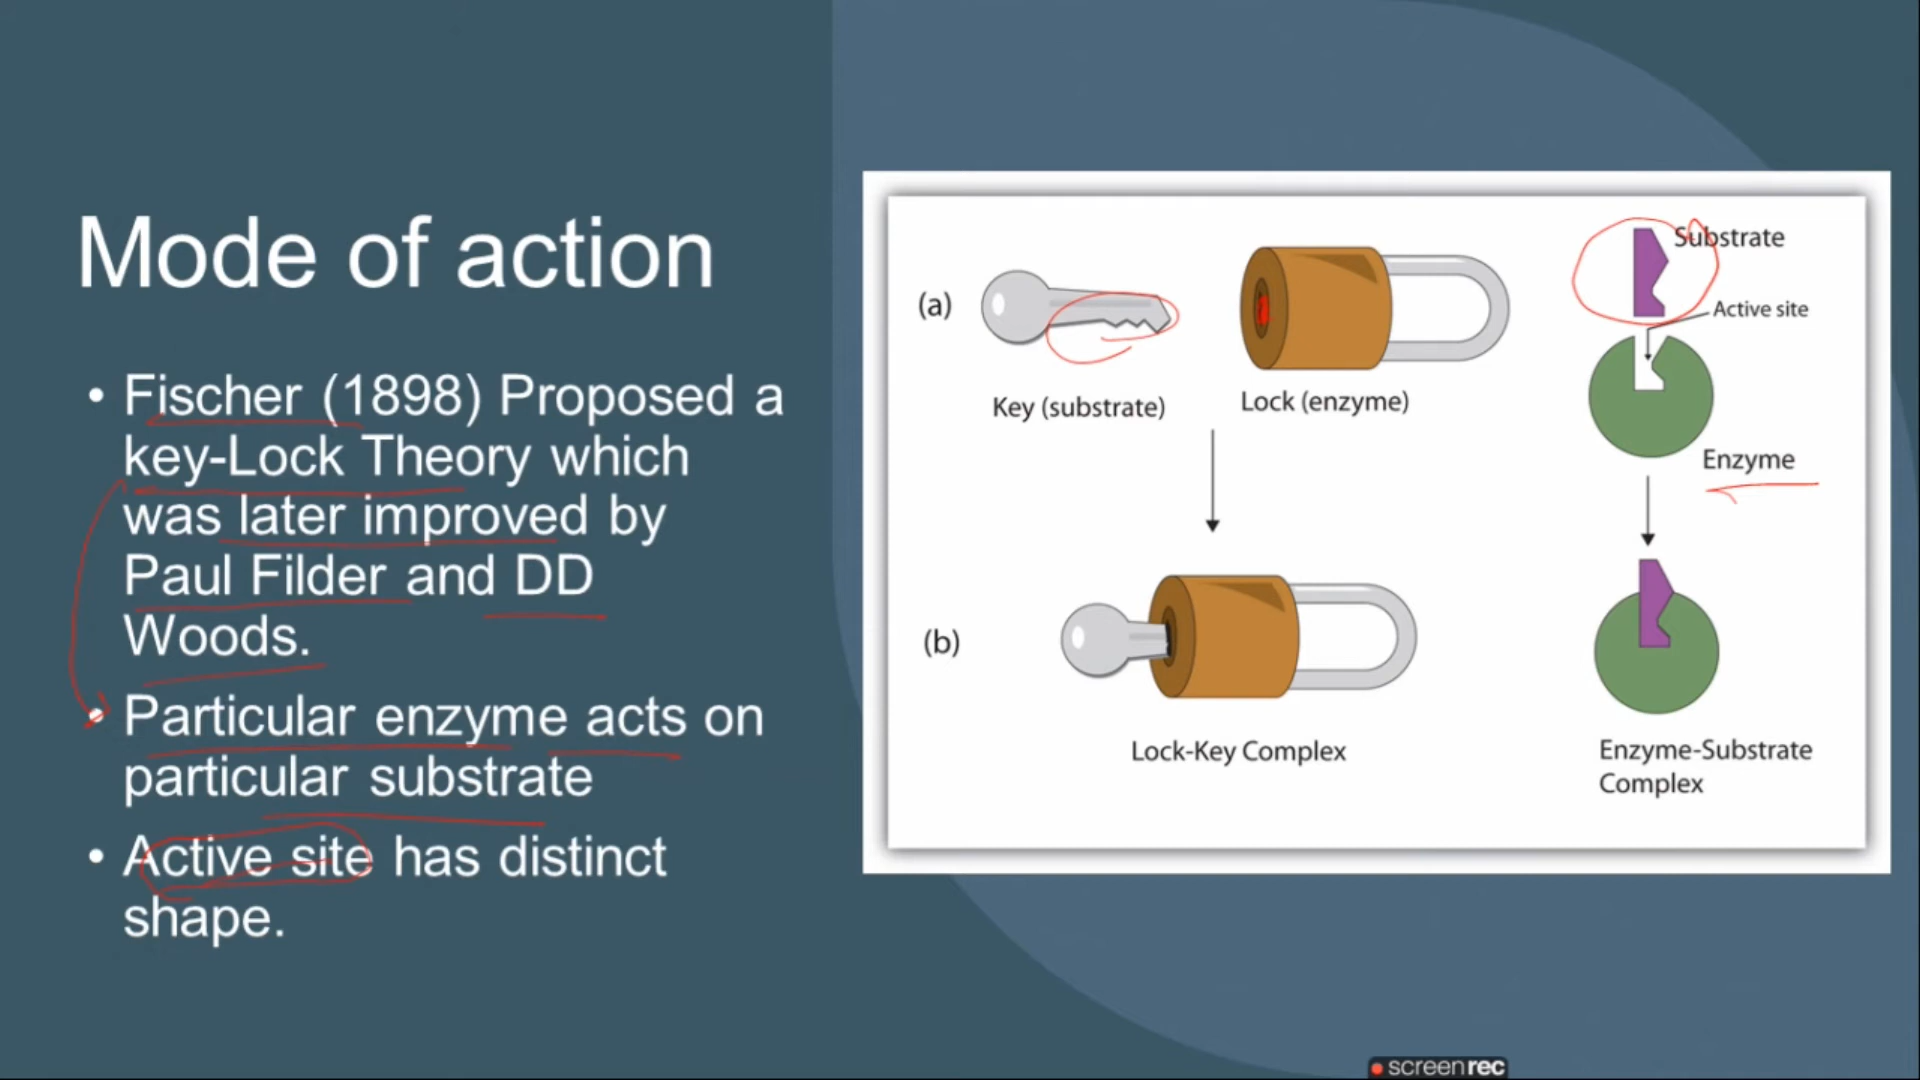 Mode of action
• Fischer (1898) Proposed a
key-Lock Theory which
was later improved by
Paul Filder and DD
Woods.
• Particular enzyme acts on
particular substrate
• Active site has distinct
shape.
(a)
Key (substrate)
Lock (enzyme)
Substrate
Active site
Enzyme
(b)
Lock-Key Complex
Enzyme-Substrate
Complex
screenrec